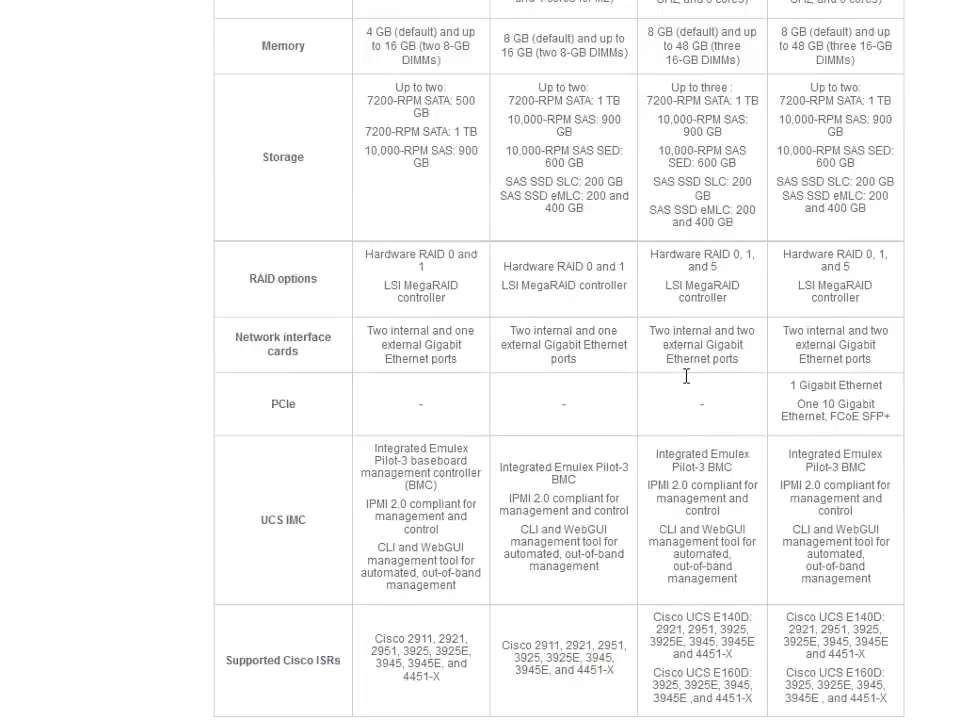 and 4 cores for M2)
GHz, and 6 cores)
GHz, and 6 cores)
Memory
4 GB (default) and up
to 16 GB (two 8-GB
DIMMs)
8 GB (default) and up to
16 GB (two 8-GB DIMMs)
8 GB (default) and up
to 48 GB (three
16-GB DIMMs)
8 GB (default) and up
to 48 GB (three 16-GB
DIMMs)
Storage
Up to two:
7200-RPM SATA: 500
GB
7200-RPM SATA: 1 TB
10,000-RPM SAS: 900
GB
Up to two:
7200-RPM SATA: 1 TB
10,000-RPM SAS: 900
GB
10,000-RPM SAS SED:
600 GB
SAS SSD SLC: 200 GB
SAS SSD eMLC: 200 and
400 GB
Up to three :
7200-RPM SATA: 1 TB
10,000-RPM SAS:
900 GB
10,000-RPM SAS
SED: 600 GB
SAS SSD SLC: 200
GB
SAS SSD eMLC: 200
and 400 GB
Up to two:
7200-RPM SATA: 1 TB
10,000-RPM SAS: 900
GB
10,000-RPM SAS SED:
600 GB
SAS SSD SLC: 200 GB
SAS SSD eMLC: 200
and 400 GB
RAID options
Hardware RAID 0 and
1
LSI MegaRAID
controller
Hardware RAID 0 and 1
LSI MegaRAID controller
Hardware RAID 0, 1,
and 5
LSI MegaRAID
controller
Hardware RAID 0, 1,
and 5
LSI MegaRAID
controller
Network interface
cards
Two internal and one
external Gigabit
Ethernet ports
Two internal and one
external Gigabit Ethernet
ports
Two internal and two
external Gigabit
Ethernet ports
Two internal and two
external Gigabit
Ethernet ports
PCIe
-
-
-
1 Gigabit Ethernet
One 10 Gigabit
Ethernet, FCoE SFP+
UCS IMC
Integrated Emulex
Pilot-3 baseboard
management controller
(BMC)
IPMI 2.0 compliant for
management and
control
CLI and WebGUI
management tool for
automated, out-of-band
management
Integrated Emulex Pilot-3
BMC
IPMI 2.0 compliant for
management and control
CLI and WebGUI
management tool for
automated, out-of-band
management
Integrated Emulex
Pilot-3 BMC
IPMI 2.0 compliant for
management and
control
CLI and WebGUI
management tool for
automated,
out-of-band
management
Integrated Emulex
Pilot-3 BMC
IPMI 2.0 compliant for
management and
control
CLI and WebGUI
management tool for
automated,
out-of-band
management
Supported Cisco ISRs
Cisco 2911, 2921,
2951, 3925, 3925E,
3945, 3945E, and
4451-X
Cisco 2911, 2921, 2951,
3925, 3925E, 3945,
3945E, and 4451-X
Cisco UCS E140D:
2921, 2951, 3925,
3925E, 3945, 3945E
and 4451-X
Cisco UCS E160D:
3925, 3925E, 3945,
3945E ,and 4451-X
Cisco UCS E140D:
2921, 2951, 3925,
3925E, 3945, 3945E
and 4451-X
Cisco UCS E160D:
3925, 3925E, 3945,
3945E , and 4451-X